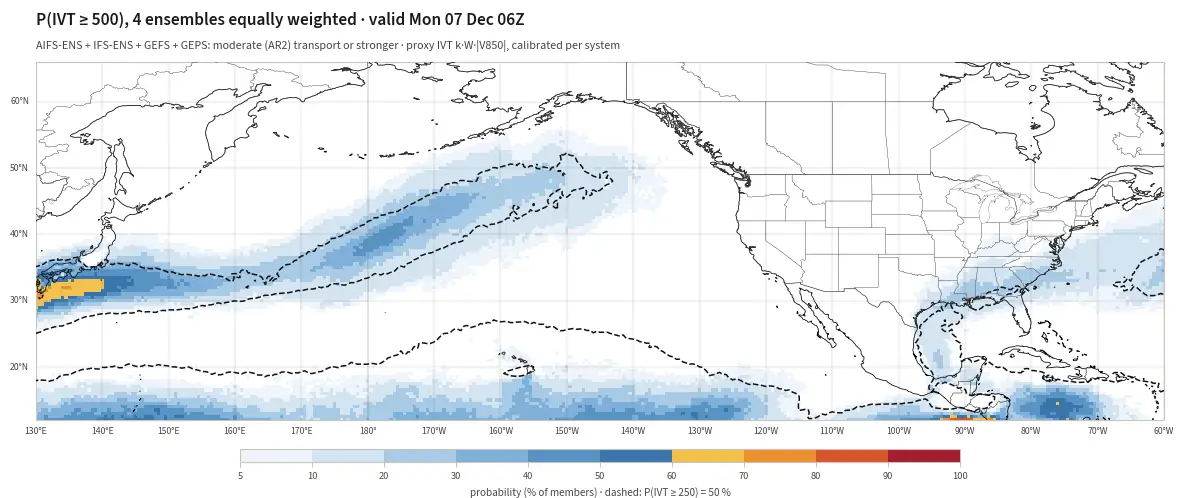 P(IVT ≥ 500), 4 ensembles equally weighted · valid Mon 07 Dec 06Z
AIFS-ENS + IFS-ENS + GEFS + GEPS: moderate (AR2) transport or stronger · proxy IVT k·W·|V850|, calibrated per system
60°N
50°N
40°N
30°N
20°N
130°E 140°E 150°E 160°E 170°E 180° 170°W 160°W 150°W 140°W 130°W 120°W 110°W 100°W 90°W 80°W 70°W 60°W
5 10 20 30 40 50 60 70 80 90 100
probability (% of members) · dashed: P(IVT ≥ 250) = 50 %